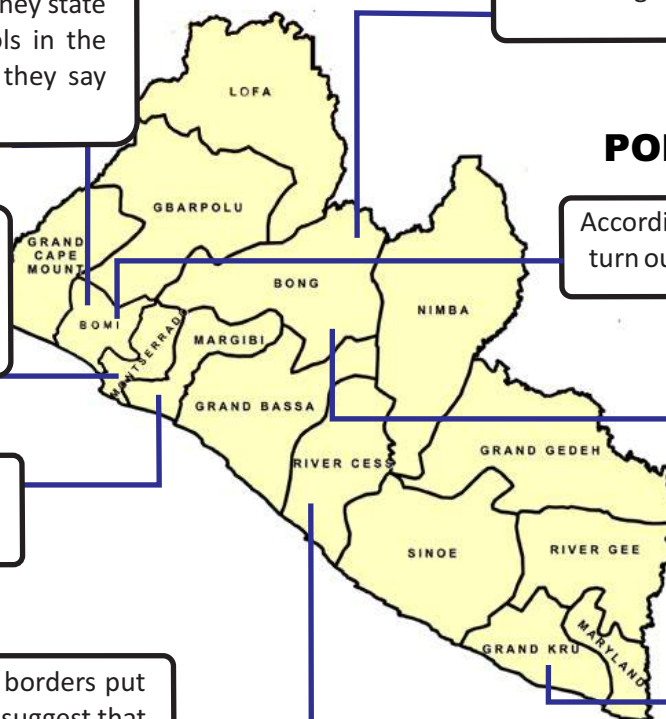 they state
ols in the
they say
LOFA
POI
GBARPOLU
Accordi
turn ou
GRAND
CAPE
MOUNT
BONG
NIMBA
BOMI
MONTSERRADO
MARGIBI
GRAND BASSA
GRAND GEDEH
RIVER CESS
SINOE
RIVER GEE
GRAND KRU
MARYLAND
borders put
suggest that